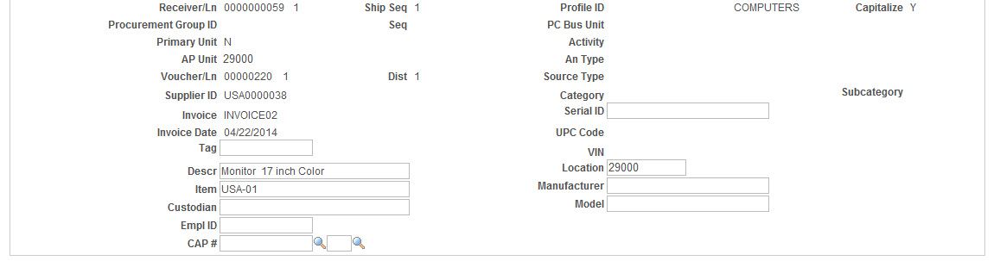 Receiver/Ln 0000000059 1 Ship Seq 1 Profile ID COMPUTERS Capitalize Y
Procurement Group ID Seq PC Bus Unit
Primary Unit N Activity
AP Unit 29000 An Type
Voucher/Ln 00000220 1 Dist 1 Source Type
Supplier ID USA0000038 Category Subcategory
Serial ID
Invoice INVOICE02
Invoice Date 04/22/2014 UPC Code
Tag VIN
Descr Monitor 17 inch Color Location 29000
Item USA-01 Manufacturer
Custodian Model
Empl ID
CAP #